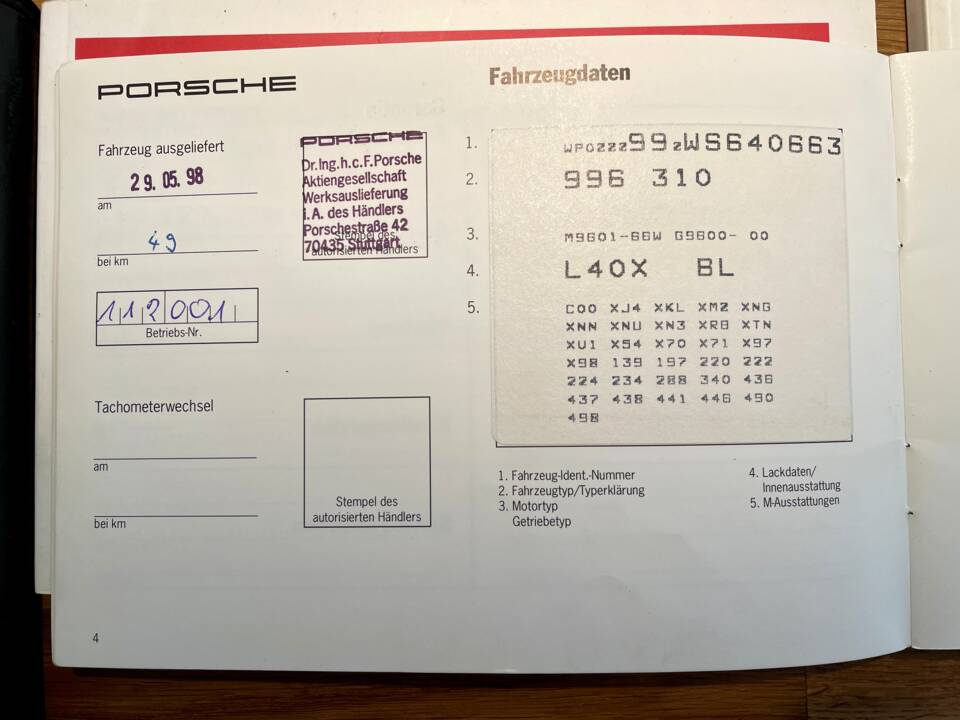 PORSCHE
Fahrzeug ausgeliefert
29.05.98
am
49
bei km
112001
Betriebs-Nr.
PORSCHE
Dr.Ing.h.c.F.Porsche
Aktiengesellschaft
Werksauslieferung
i.A. des Händlers
Porschestraße 42
70435 Stuttgart
Stempel des
autorisierten Händlers
Tachometerwechsel
am
bei km
Stempel des
autorisierten Händlers
4
Fahrzeugdaten
1. WP0ZZZ99ZWS640663
2. 996 310
3. M9601-66W G9600- 00
4. L40X BL
5. C00 XJ4 XKL XMZ XNG
XNN XNU XN3 XRB XTN
XU1 X54 X70 X71 X97
X98 139 197 220 222
224 234 288 340 436
437 438 441 446 490
498
1. Fahrzeug-Ident.-Nummer
2. Fahrzeugtyp/Typerklärung
3. Motortyp
Getriebetyp
4. Lackdaten/
Innenausstattung
5. M-Ausstattungen